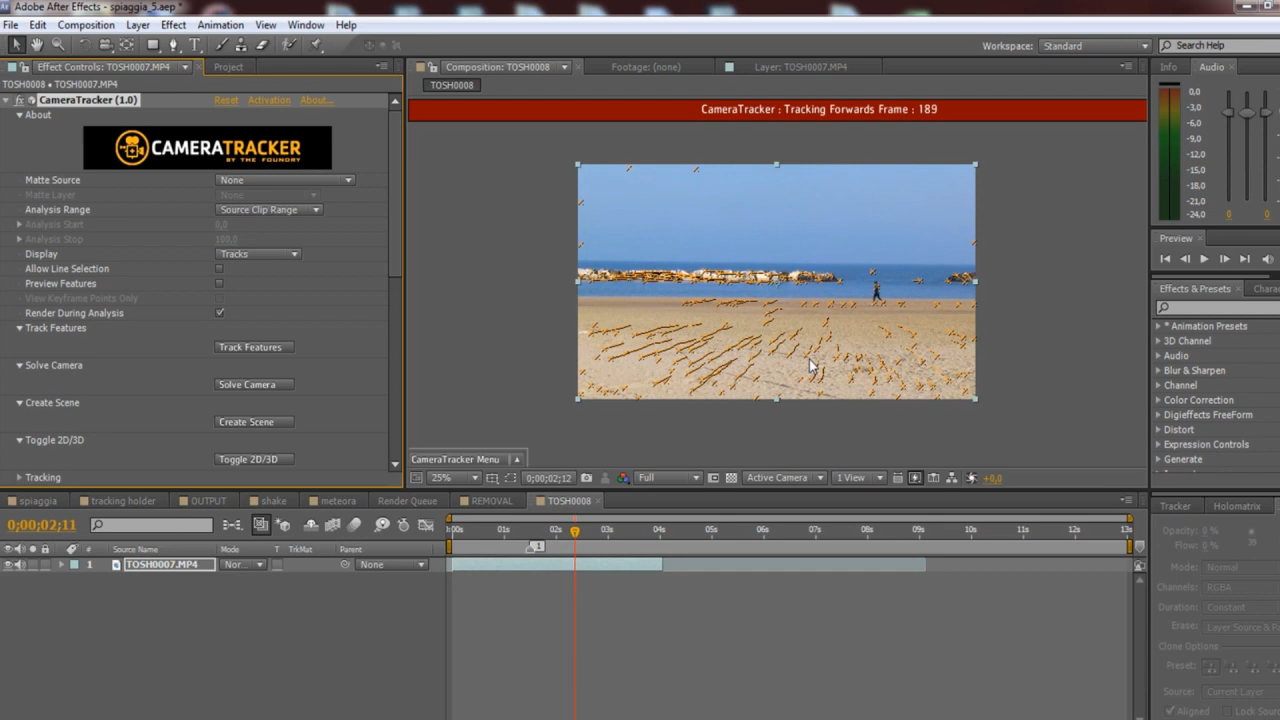 Adobe After Effects - spiaggia_5.aep *
File Edit Composition Layer Effect Animation View Window Help
Workspace: Standard Search Help
Effect Controls: TOSH0007.MP4 Project
TOSH0008 • TOSH0007.MP4
fx CameraTracker (1.0) Reset Activation About...
About
CAMERATRACKER
BY THE FOUNDRY
Matte Source None
Matte Layer None
Analysis Range Source Clip Range
Analysis Start 0,0
Analysis Stop 100,0
Display Tracks
Allow Line Selection
Preview Features
View Keyframe Points Only
Render During Analysis
Track Features
Track Features
Solve Camera
Solve Camera
Create Scene
Create Scene
Toggle 2D/3D
Toggle 2D/3D
Tracking
Composition: TOSH0008 Footage: (none) Layer: TOSH0007.MP4
TOSH0008
CameraTracker : Tracking Forwards Frame : 189
CameraTracker Menu
25% 0;00;02;12 Full Active Camera 1 View +0,0
Info Audio
0,0
-3,0
-6,0
-9,0
-12,0
-15,0
-18,0
-21,0
-24,0 0 0
Preview
Effects & Presets Charac
* Animation Presets
3D Channel
Audio
Blur & Sharpen
Channel
Color Correction
Digieffects FreeForm
Distort
Expression Controls
Generate
spiaggia tracking holder OUTPUT shake meteora Render Queue REMOVAL TOSH0008
0;00;02;11
1:00s 01s 02s 03s 04s 05s 06s 07s 08s 09s 10s 11s 12s 13s
1
# Source Name Mode T TrkMat Parent
1 TOSH0007.MP4 Nor... None
Tracker Holomatrix
Opacity: 0 %
Flow: 0 % 39
Mode: Normal
Channels: RGBA
Duration: Constant
Erase: Layer Source & Pa
Clone Options
Preset:
Source: Current Layer
Aligned Lock Sour